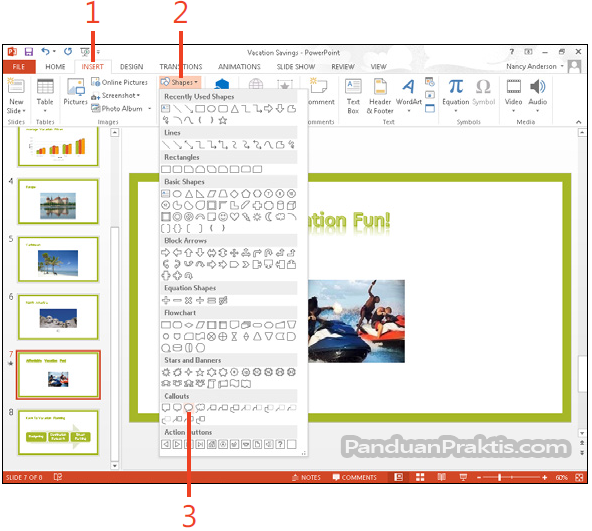 1
2
Vacation Savings - PowerPoint
FILE HOME INSERT DESIGN TRANSITIONS ANIMATIONS SLIDE SHOW REVIEW VIEW
Nancy Anderson
New Slide
Table
Pictures
Online Pictures
Screenshot
Photo Album
Shapes
Comment
Text Box
Header & Footer
WordArt
Equation
Symbol
Video
Audio
Slides
Tables
Images
Comments
Text
Symbols
Media
Recently Used Shapes
Lines
Rectangles
Basic Shapes
Block Arrows
Equation Shapes
Flowchart
Stars and Banners
Callouts
Action Buttons
4
5
6
7
Affordable Vacation Fun!
8
Vacation Fun!
PanduanPraktis.com
SLIDE 7 OF 8
NOTES
COMMENTS
60%
3